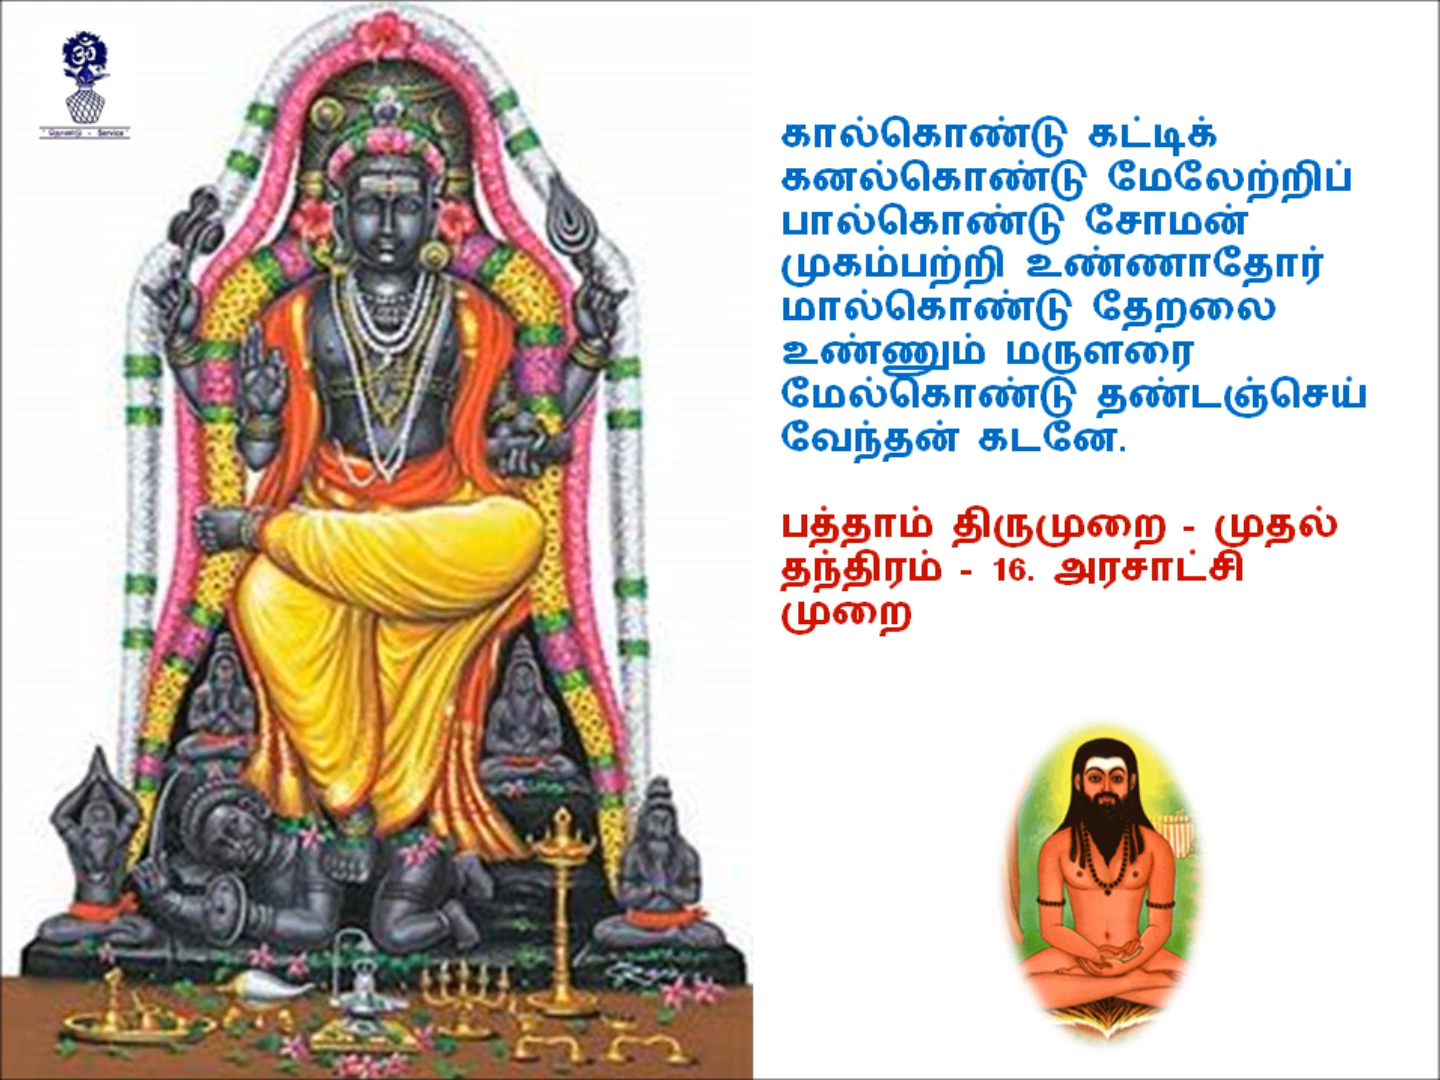 ஓம்
" தொண்டு - Service "
கால்கொண்டு கட்டிக்
கனல்கொண்டு மேலேற்றிப்
பால்கொண்டு சோமன்
முகம்பற்றி உண்ணாதோர்
மால்கொண்டு தேறலை
உண்ணும் மருளரை
மேல்கொண்டு தண்டஞ்செய்
வேந்தன் கடனே.
பத்தாம் திருமுறை - முதல்
தந்திரம் - 16. அரசாட்சி
முறை